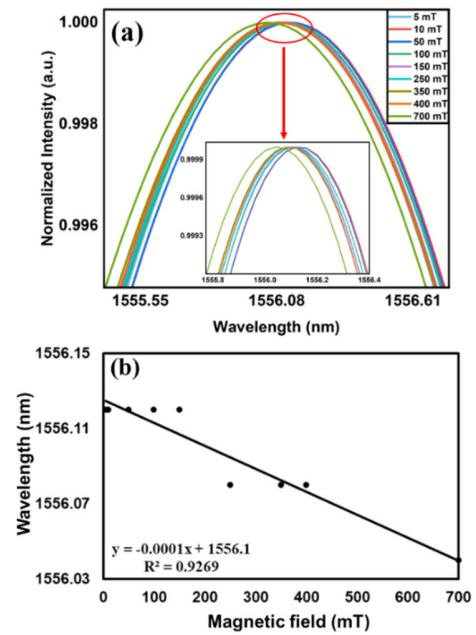 (a)
1.000
0.998
0.996
Normalized Intensity (a.u.)
5 mT
10 mT
50 mT
100 mT
150 mT
250 mT
350 mT
400 mT
700 mT
0.9999
0.9996
0.9993
1555.8 1556.0 1556.2 1556.4
1555.55 1556.08 1556.61
Wavelength (nm)
(b)
1556.15
1556.11
1556.07
1556.03
Wavelength (nm)
y = -0.0001x + 1556.1
R² = 0.9269
0 100 200 300 400 500 600 700
Magnetic field (mT)